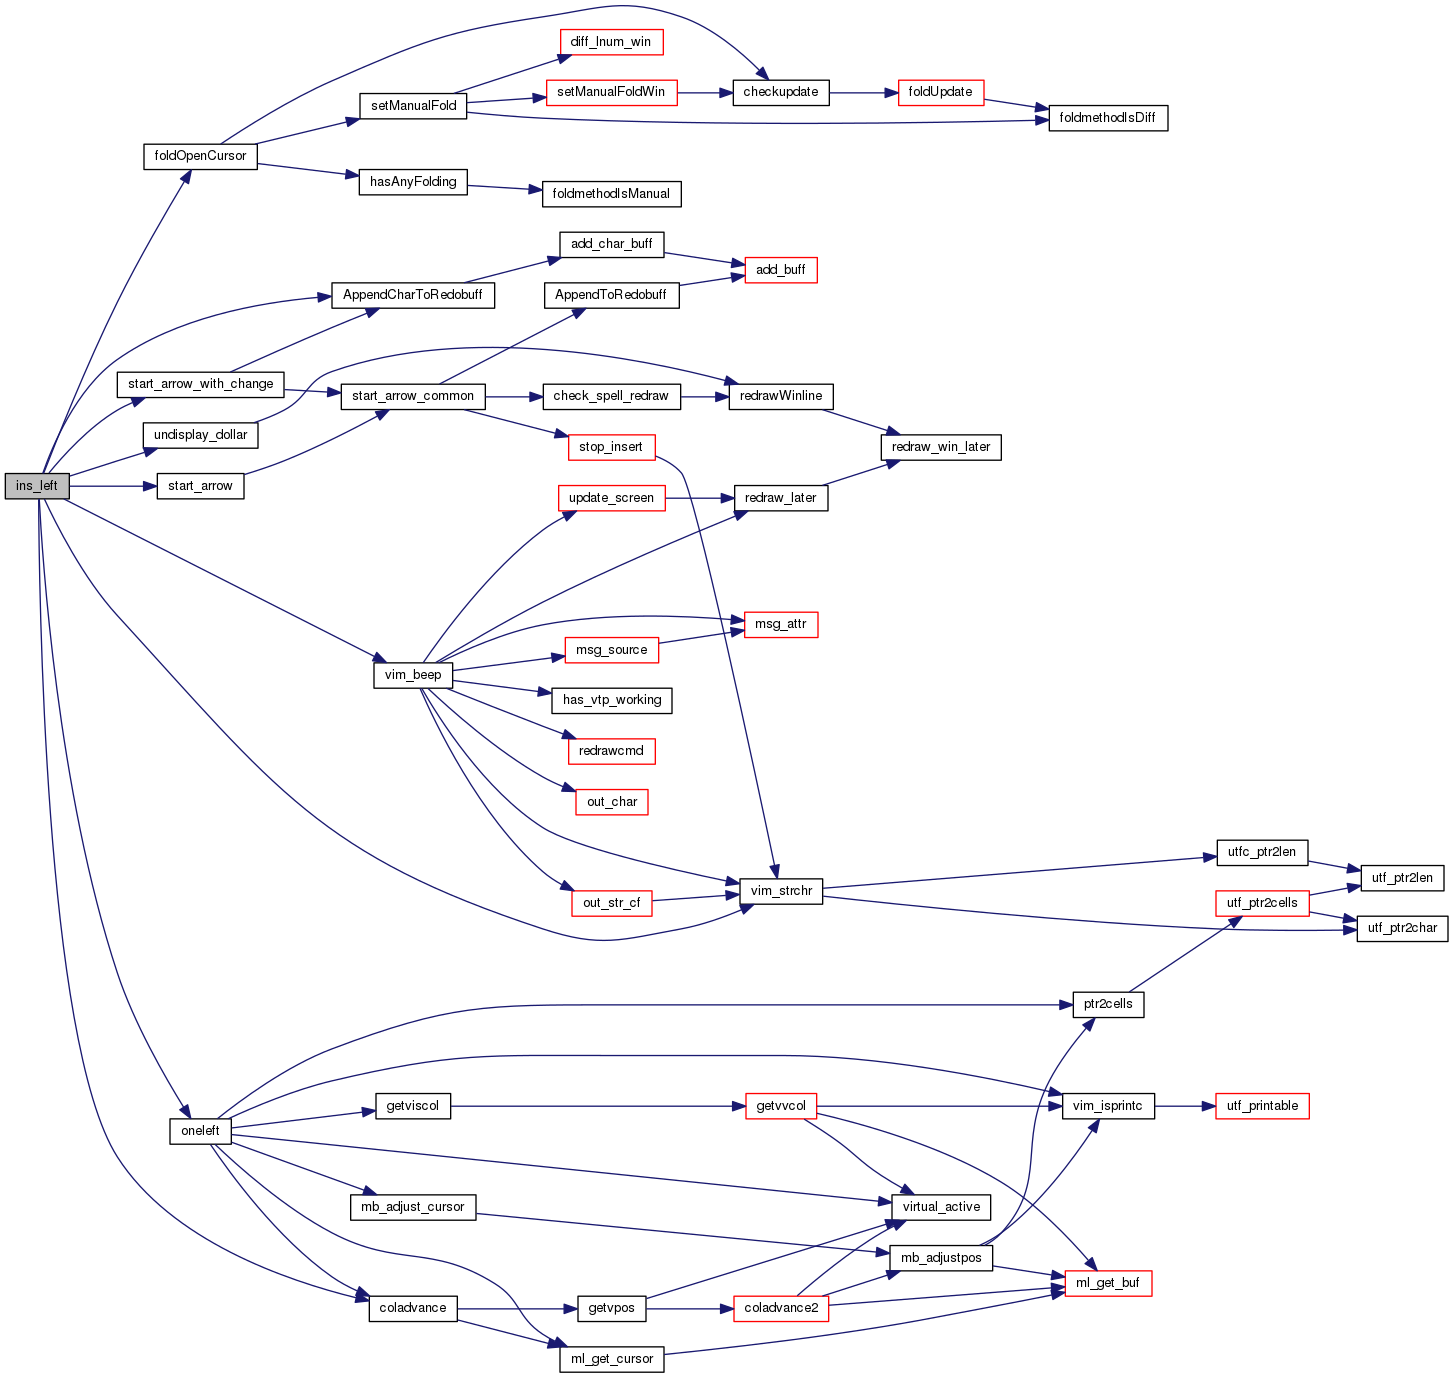 diff_lnum_win
setManualFoldWin
checkupdate
foldUpdate
setManualFold
foldmethodIsDiff
foldOpenCursor
hasAnyFolding
foldmethodIsManual
add_char_buff
add_buff
AppendCharToRedobuff
AppendToRedobuff
start_arrow_with_change
start_arrow_common
check_spell_redraw
redrawWinline
undisplay_dollar
stop_insert
redraw_win_later
ins_left
start_arrow
update_screen
redraw_later
msg_attr
msg_source
vim_beep
has_vtp_working
redrawcmd
out_char
utfc_ptr2len
utf_ptr2len
vim_strchr
out_str_cf
utf_ptr2cells
utf_ptr2char
ptr2cells
getviscol
getvvcol
vim_isprintc
utf_printable
oneleft
mb_adjust_cursor
virtual_active
mb_adjustpos
ml_get_buf
coladvance
getvpos
coladvance2
ml_get_cursor